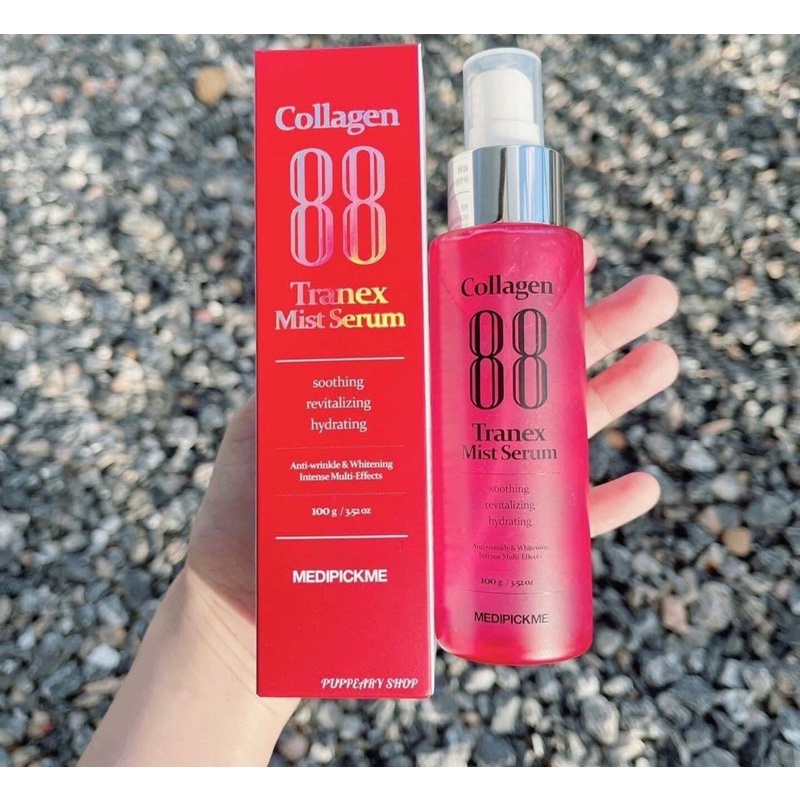 Collagen
88
Tranex
Mist Serum
soothing
revitalizing
hydrating
Anti-wrinkle & Whitening
Intense Multi-Effects
100 g / 3.52 oz
MEDIPICKME
PUPPEARY SHOP
Collagen
88
Tranex
Mist Serum
soothing
revitalizing
hydrating
Anti-wrinkle & Whitening
Intense Multi-Effects
100 g / 3.52 oz
MEDIPICKME